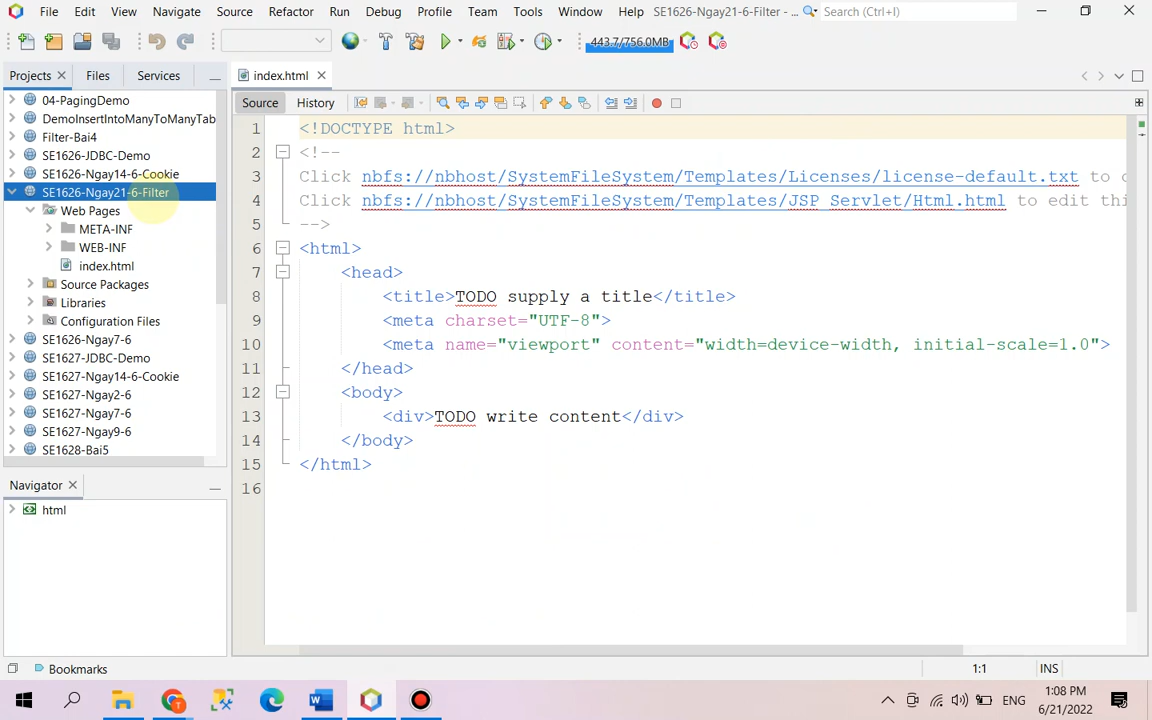 File Edit View Navigate Source Refactor Run Debug Profile Team Tools Window Help SE1626-Ngay21-6-Filter - ... Search (Ctrl+I)
443.7/756.0MB
Projects Files Services index.html
Source History
04-PagingDemo
DemoInsertIntoManyToManyTab
Filter-Bai4
SE1626-JDBC-Demo
SE1626-Ngay14-6-Cookie
SE1626-Ngay21-6-Filter
Web Pages
META-INF
WEB-INF
index.html
Source Packages
Libraries
Configuration Files
SE1626-Ngay7-6
SE1627-JDBC-Demo
SE1627-Ngay14-6-Cookie
SE1627-Ngay2-6
SE1627-Ngay7-6
SE1627-Ngay9-6
SE1628-Bai5
Navigator
html
1 <!DOCTYPE html>
2 <!--
3 Click nbfs://nbhost/SystemFileSystem/Templates/Licenses/license-default.txt to c
4 Click nbfs://nbhost/SystemFileSystem/Templates/JSP_Servlet/Html.html to edit thi
5 -->
6 <html>
7 <head>
8 <title>TODO supply a title</title>
9 <meta charset="UTF-8">
10 <meta name="viewport" content="width=device-width, initial-scale=1.0">
11 </head>
12 <body>
13 <div>TODO write content</div>
14 </body>
15 </html>
16
Bookmarks 1:1 INS
ENG 1:08 PM
6/21/2022